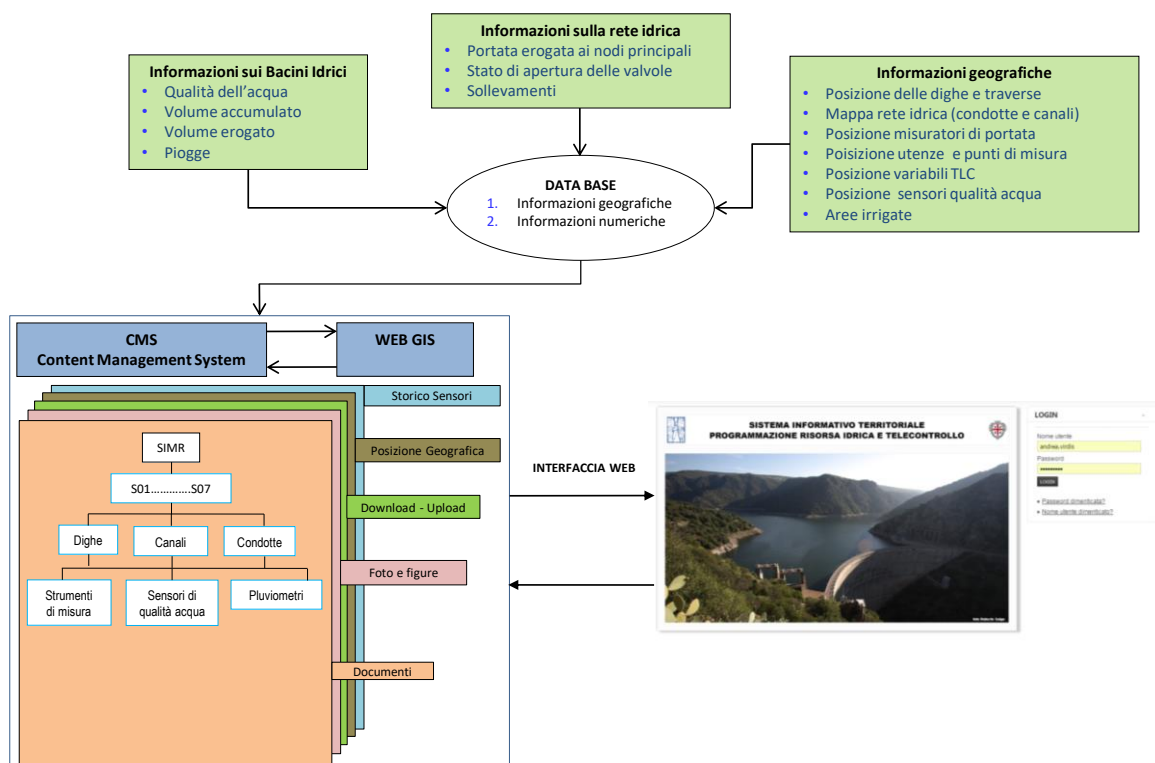 Informazioni sulla rete idrica
• Portata erogata ai nodi principali
• Stato di apertura delle valvole
• Sollevamenti
Informazioni sui Bacini Idrici
• Qualità dell'acqua
• Volume accumulato
• Volume erogato
• Piogge
Informazioni geografiche
• Posizione delle dighe e traverse
• Mappa rete idrica (condotte e canali)
• Posizione misuratori di portata
• Poisizione utenze e punti di misura
• Posizione variabili TLC
• Posizione sensori qualità acqua
• Aree irrigate
DATA BASE
1. Informazioni geografiche
2. Informazioni numeriche
CMS
Content Management System
WEB GIS
Storico Sensori
Posizione Geografica
Download - Upload
Foto e figure
Documenti
SIMR
S01………….S07
Dighe
Canali
Condotte
Strumenti
di misura
Sensori di
qualità acqua
Pluviometri
INTERFACCIA WEB
SISTEMA INFORMATIVO TERRITORIALE
PROGRAMMAZIONE RISORSA IDRICA E TELECONTROLLO
LOGIN
Nome utente
andrea.virdis
Password
LOGIN
• Password dimenticata?
• Nome utente dimenticato?